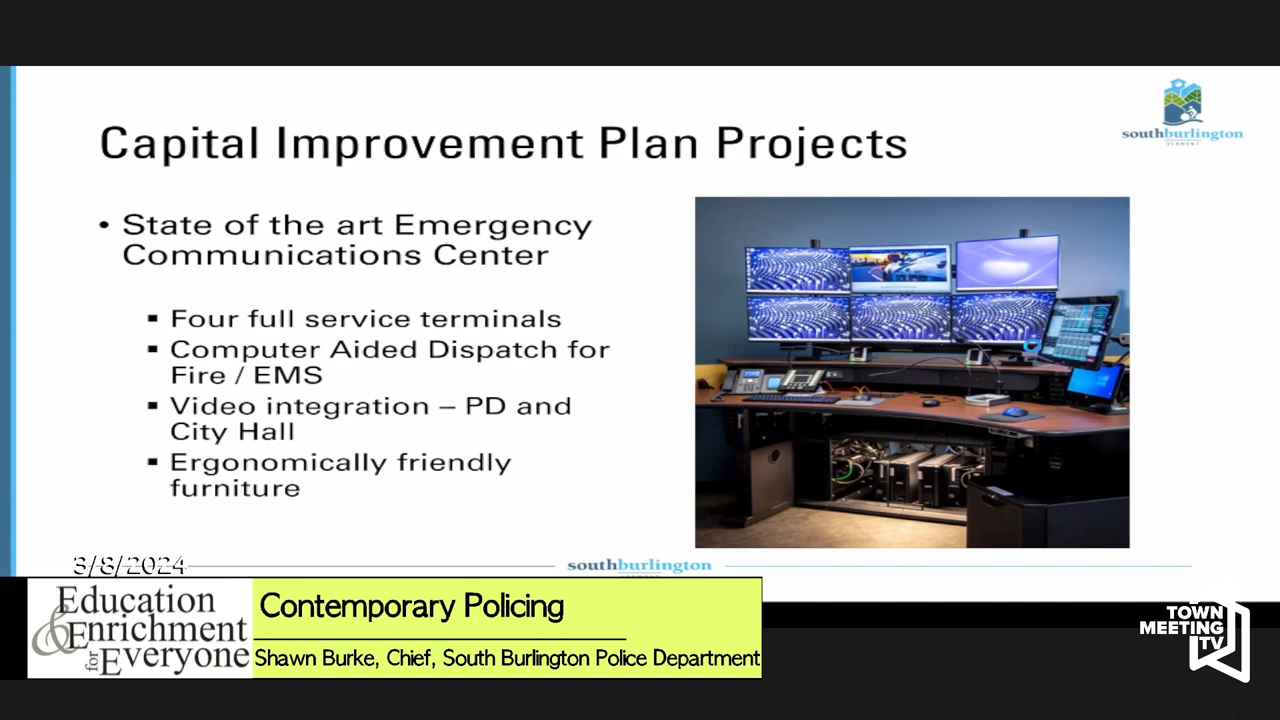 Capital Improvement Plan Projects
southburlington
VERMONT
• State of the art Emergency
Communications Center
▪ Four full service terminals
▪ Computer Aided Dispatch for
Fire / EMS
▪ Video integration – PD and
City Hall
▪ Ergonomically friendly
furniture
3/8/2024
southburlington
Education
& Enrichment
for Everyone
Contemporary Policing
Shawn Burke, Chief, South Burlington Police Department
TOWN
MEETING
TV